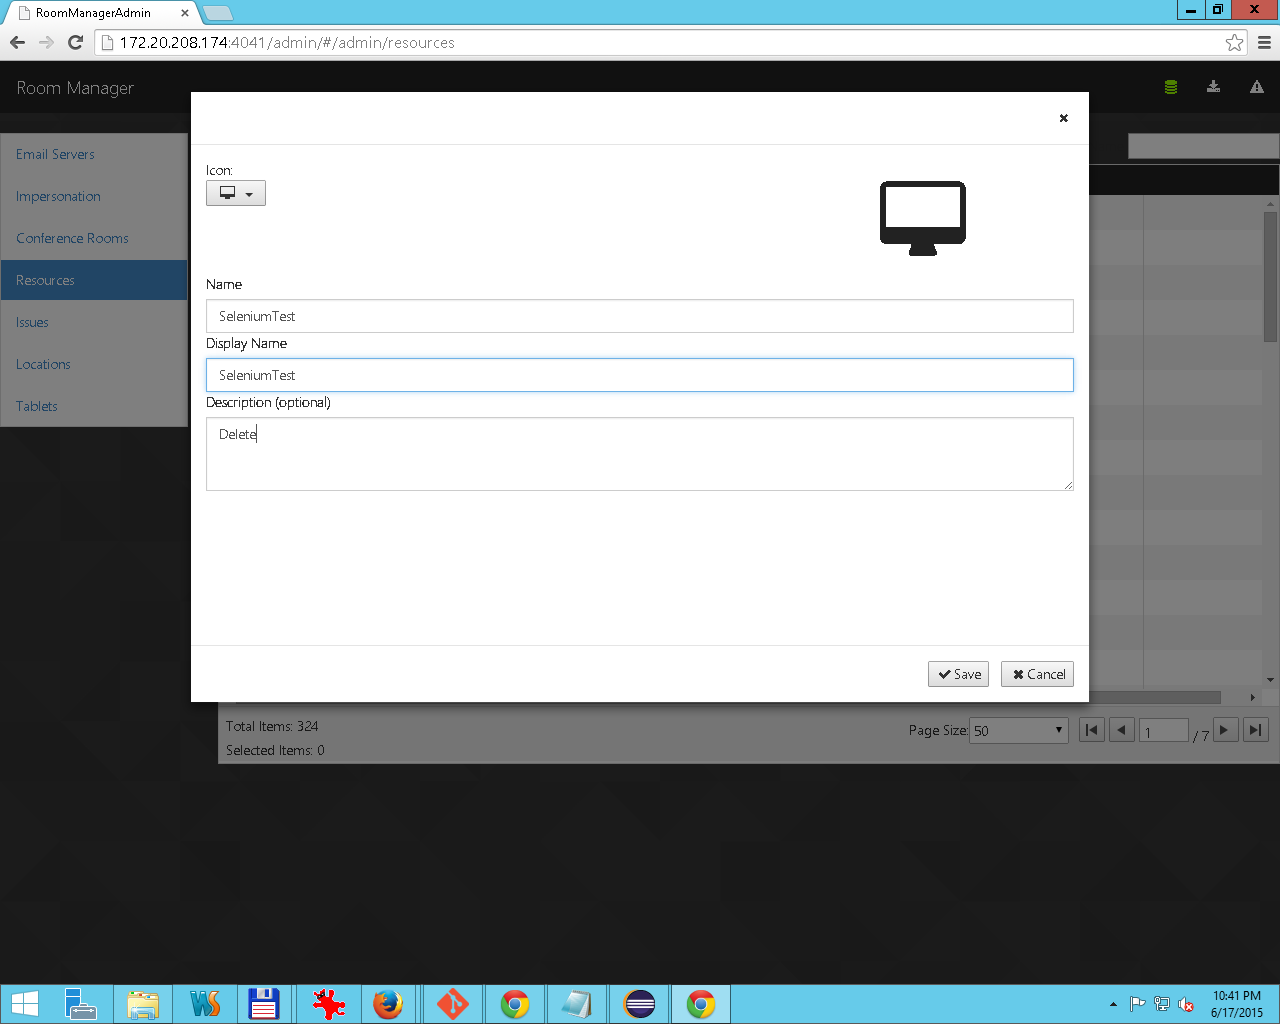 RoomManagerAdmin
172.20.208.174:4041/admin/#/admin/resources
Room Manager
Email Servers
Impersonation
Conference Rooms
Resources
Issues
Locations
Tablets
Icon:
Name
SeleniumTest
Display Name
SeleniumTest
Description (optional)
Delete
Save
Cancel
Total Items: 324
Selected Items: 0
Page Size: 50
1 / 7
WS
10:41 PM
6/17/2015